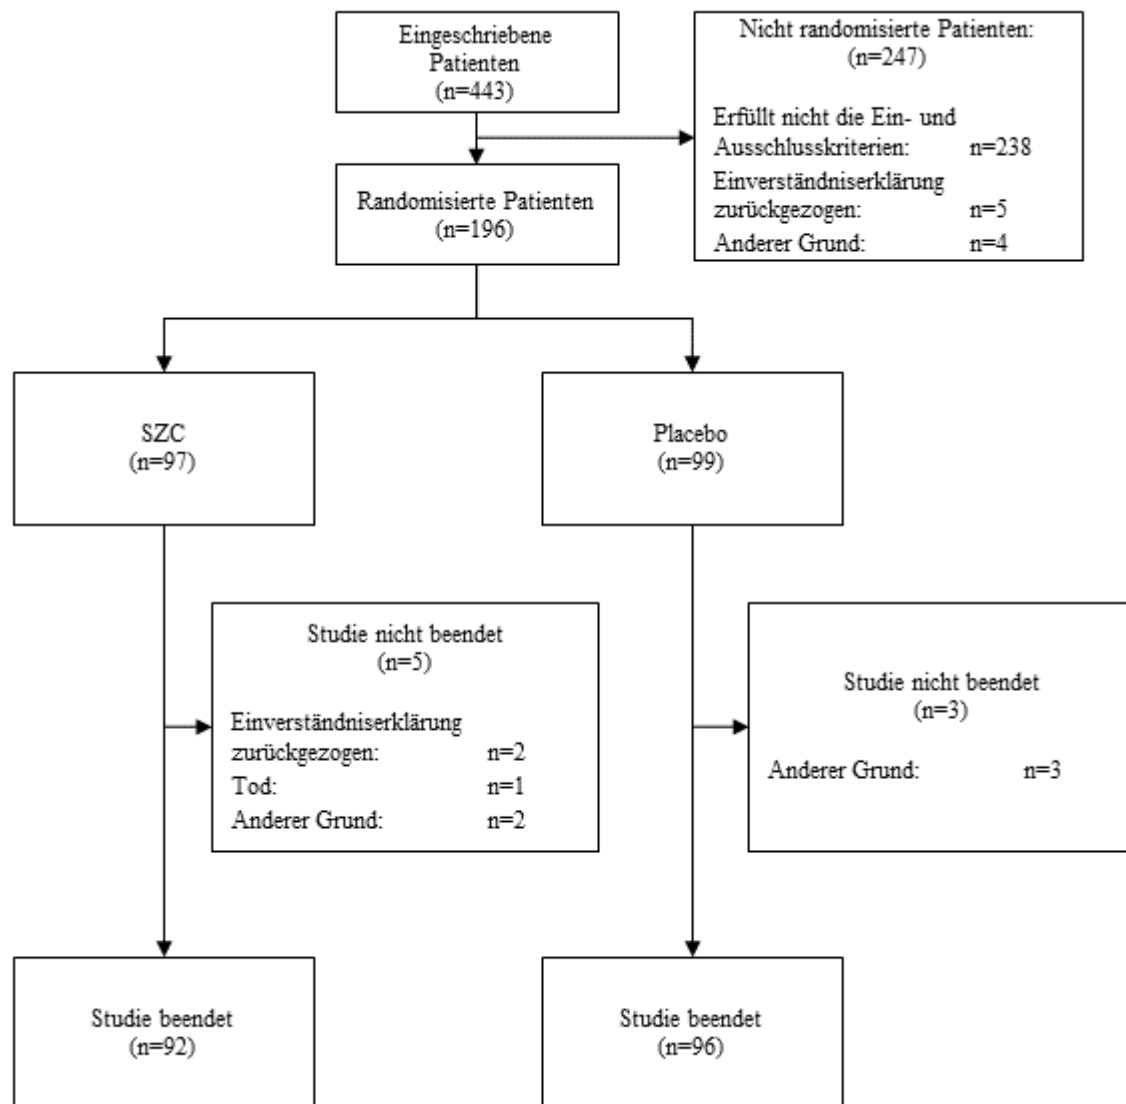 Eingeschriebene
Patienten
(n=443)
Nicht randomisierte Patienten:
(n=247)
Erfüllt nicht die Ein- und
Ausschlusskriterien: n=238
Einverständniserklärung
zurückgezogen: n=5
Anderer Grund: n=4
Randomisierte Patienten
(n=196)
SZC
(n=97)
Placebo
(n=99)
Studie nicht beendet
(n=5)
Einverständniserklärung
zurückgezogen: n=2
Tod: n=1
Anderer Grund: n=2
Studie nicht beendet
(n=3)
Anderer Grund: n=3
Studie beendet
(n=92)
Studie beendet
(n=96)